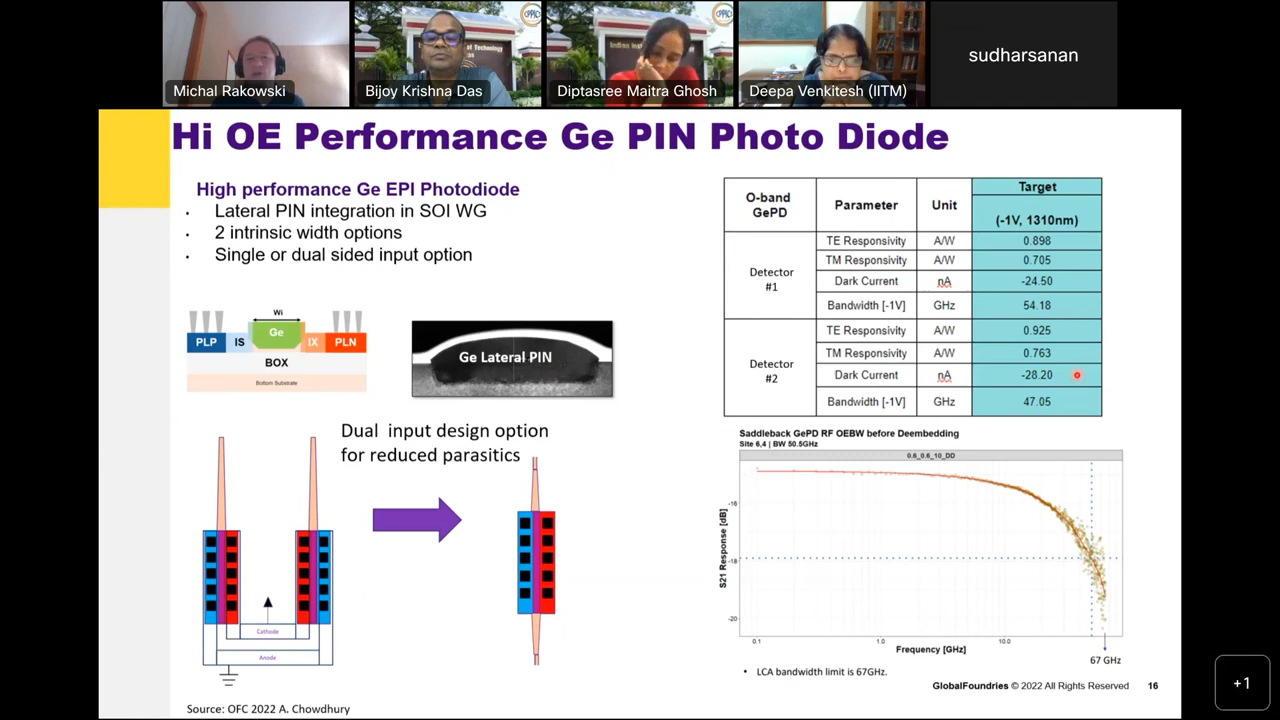 Michal Rakowski
Bijoy Krishna Das
Diptasree Maitra Ghosh
Deepa Venkitesh (IITM)
sudharsanan
Hi OE Performance Ge PIN Photo Diode
High performance Ge EPI Photodiode
• Lateral PIN integration in SOI WG
• 2 intrinsic width options
• Single or dual sided input option
Wi
Ge
PLP IS IX PLN
BOX
Bottom Substrate
Ge Lateral PIN
Dual input design option
for reduced parasitics
Cathode
Anode
Source: OFC 2022 A. Chowdhury
O-band GePD Parameter Unit Target (-1V, 1310nm)
Detector #1 TE Responsivity A/W 0.898
TM Responsivity A/W 0.705
Dark Current nA -24.50
Bandwidth [-1V] GHz 54.18
Detector #2 TE Responsivity A/W 0.925
TM Responsivity A/W 0.763
Dark Current nA -28.20
Bandwidth [-1V] GHz 47.05
Saddleback GePD RF OEBW before Deembedding
Site 6,4 | BW 50.5GHz
0.6_0.6_10_DD
S21 Response [dB]
-16
-18
-20
0.1 1.0 10.0
Frequency [GHz]
67 GHz
• LCA bandwidth limit is 67GHz.
GlobalFoundries © 2022 All Rights Reserved 16
+1